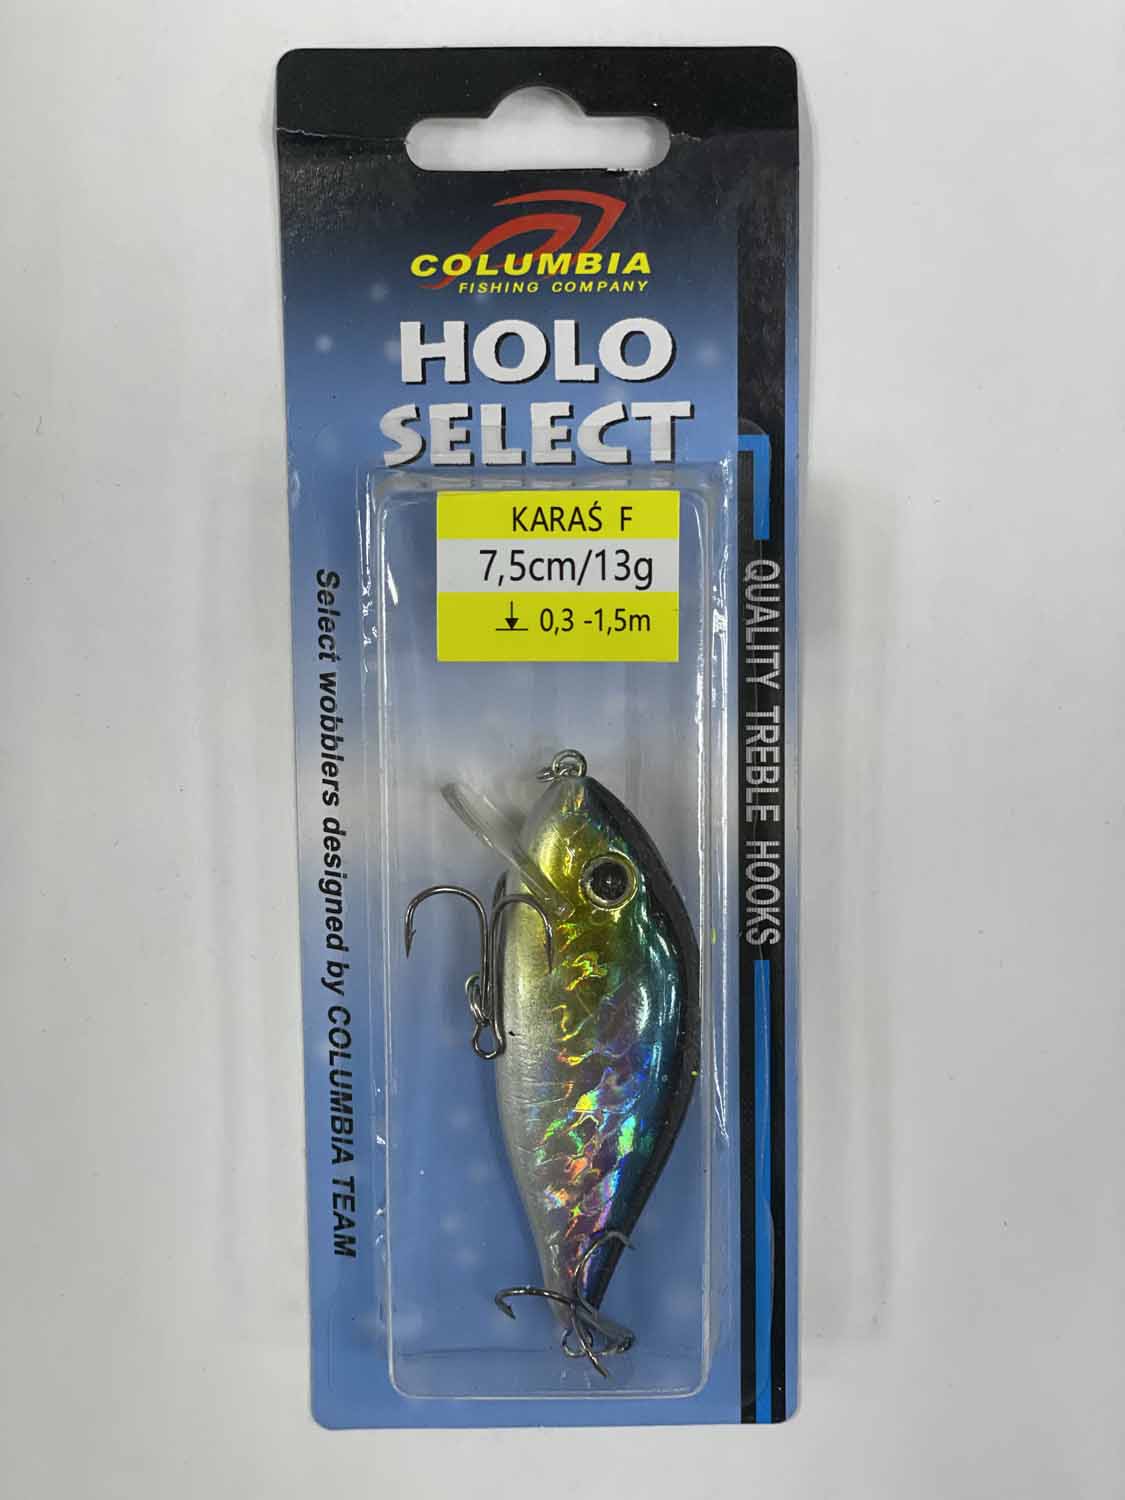 COLUMBIA
FISHING COMPANY
HOLO
SELECT
KARAŚ F
7,5cm/13g
0,3 -1,5m
Select wobblers designed by COLUMBIA TEAM
QUALITY TREBLE HOOKS